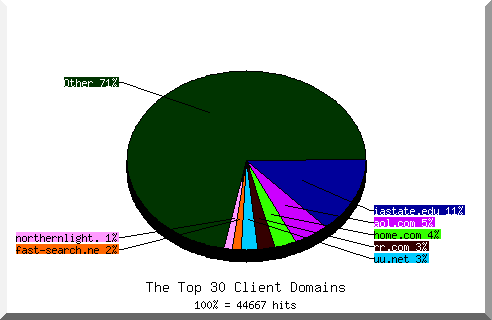 Other 71%
iastate.edu 11%
aol.com 5%
home.com 4%
northernlight. 1%
rr.com 3%
fast-search.ne 2%
uu.net 3%
The Top 30 Client Domains
100% = 44667 hits